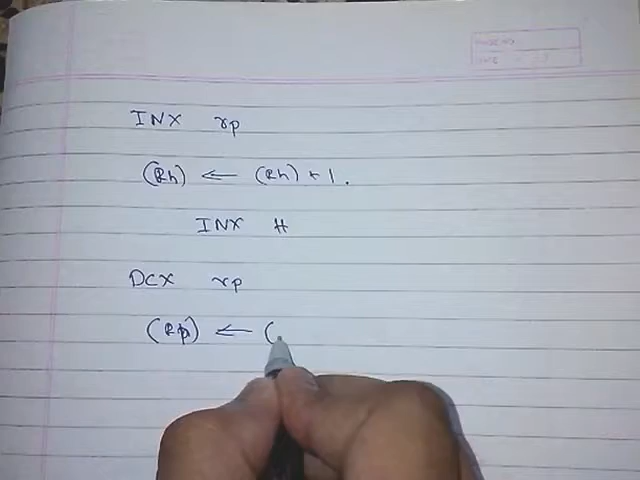 INX rp
(Rh) ← (Rh) + 1.
INX H
DCX rp
(Rp) ← (